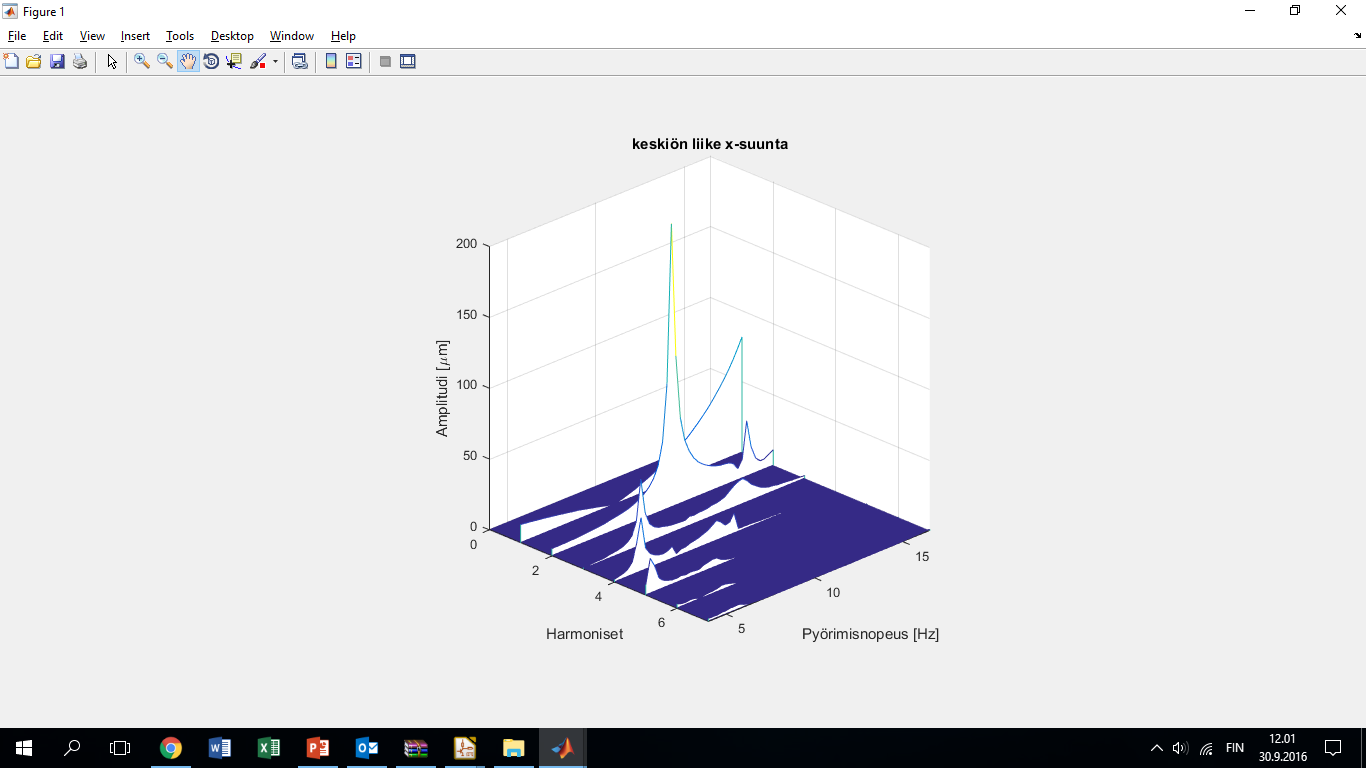 Figure 1
File Edit View Insert Tools Desktop Window Help
keskiön liike x-suunta
200
150
100
50
0
Amplitudi [μm]
0
2
4
6
Harmoniset
5
10
15
Pyörimisnopeus [Hz]
FIN
12.01
30.9.2016